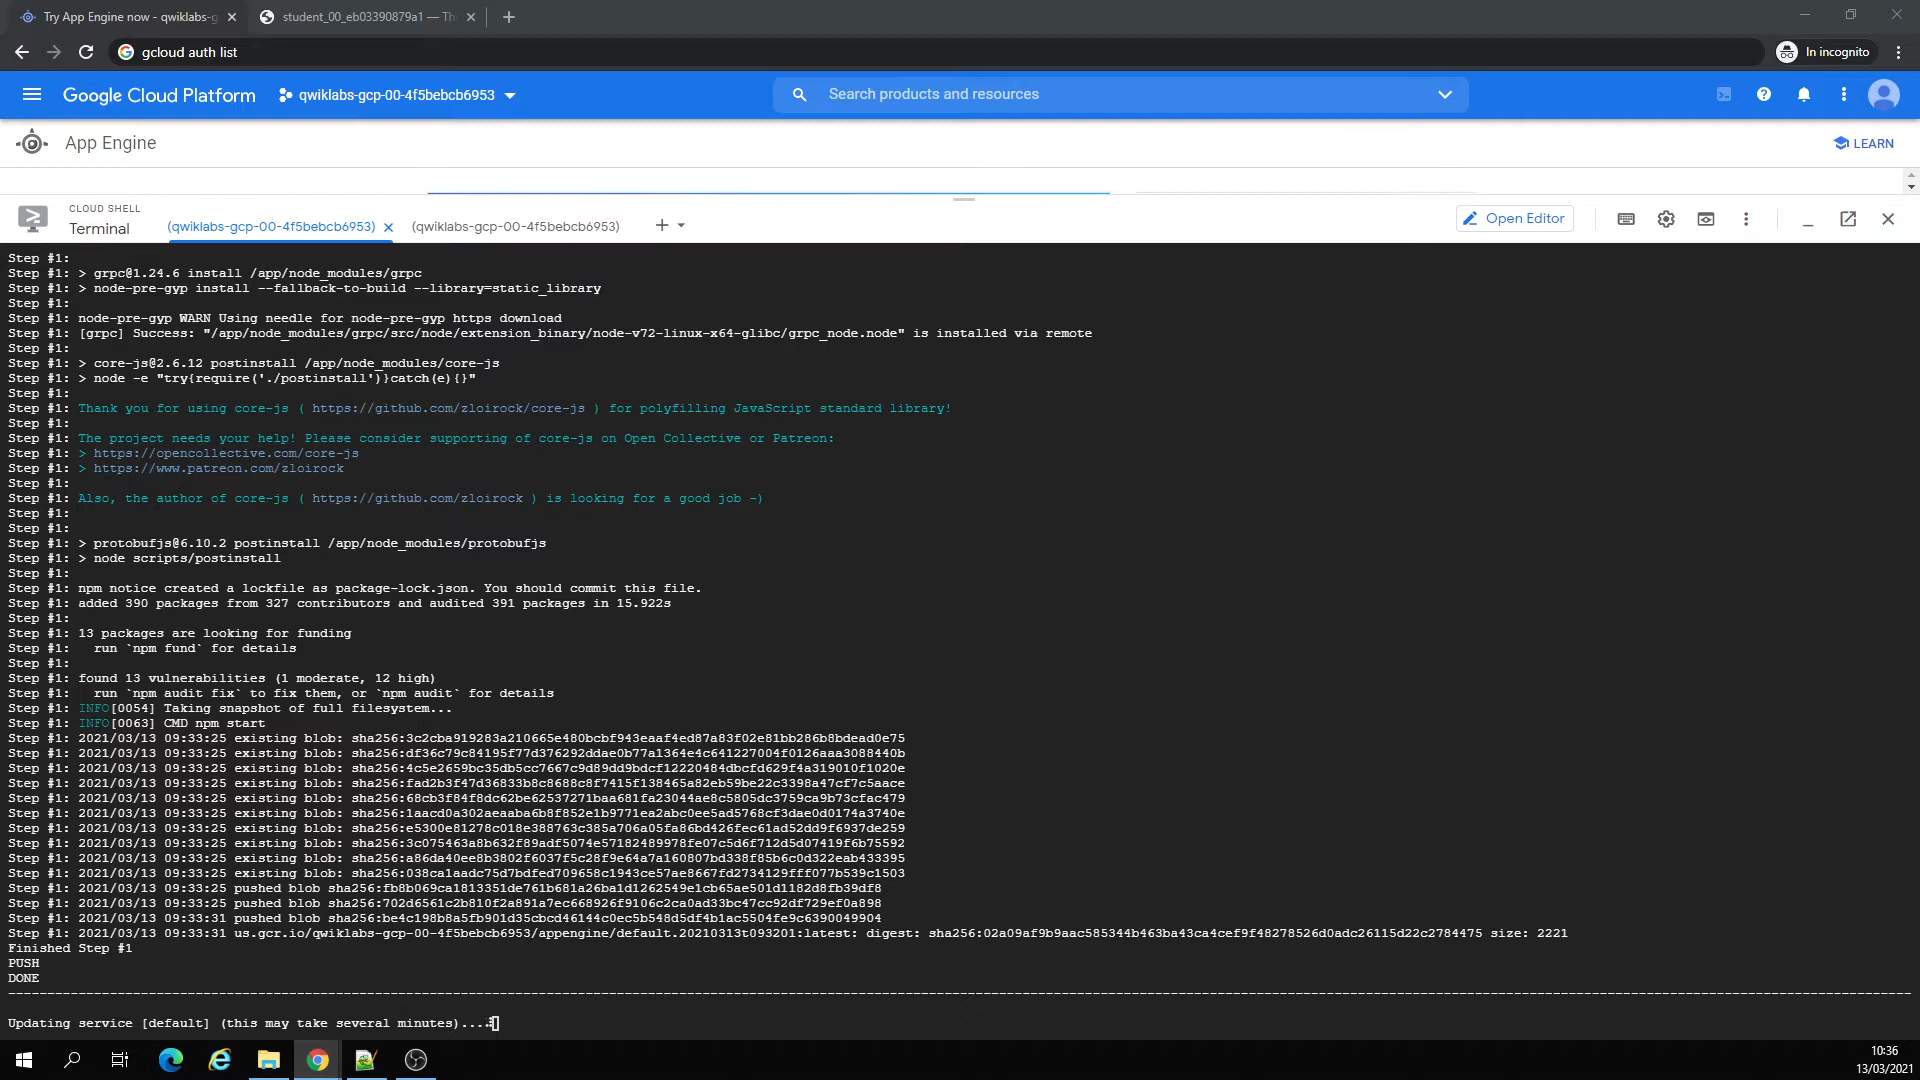 Try App Engine now - qwiklabs-g
student_00_eb03390879a1 — Th
gcloud auth list
In incognito
Google Cloud Platform
qwiklabs-gcp-00-4f5bebcb6953
Search products and resources
App Engine
LEARN
CLOUD SHELL
Terminal
(qwiklabs-gcp-00-4f5bebcb6953)
(qwiklabs-gcp-00-4f5bebcb6953)
Open Editor
Step #1:
Step #1: > grpc@1.24.6 install /app/node_modules/grpc
Step #1: > node-pre-gyp install --fallback-to-build --library=static_library
Step #1:
Step #1: node-pre-gyp WARN Using needle for node-pre-gyp https download
Step #1: [grpc] Success: "/app/node_modules/grpc/src/node/extension_binary/node-v72-linux-x64-glibc/grpc_node.node" is installed via remote
Step #1:
Step #1: > core-js@2.6.12 postinstall /app/node_modules/core-js
Step #1: > node -e "try{require('./postinstall')}catch(e){}"
Step #1:
Step #1: Thank you for using core-js ( https://github.com/zloirock/core-js ) for polyfilling JavaScript standard library!
Step #1:
Step #1: The project needs your help! Please consider supporting of core-js on Open Collective or Patreon:
Step #1: > https://opencollective.com/core-js
Step #1: > https://www.patreon.com/zloirock
Step #1:
Step #1: Also, the author of core-js ( https://github.com/zloirock ) is looking for a good job -)
Step #1:
Step #1:
Step #1: > protobufjs@6.10.2 postinstall /app/node_modules/protobufjs
Step #1: > node scripts/postinstall
Step #1:
Step #1: npm notice created a lockfile as package-lock.json. You should commit this file.
Step #1: added 390 packages from 327 contributors and audited 391 packages in 15.922s
Step #1:
Step #1: 13 packages are looking for funding
Step #1:   run `npm fund` for details
Step #1:
Step #1: found 13 vulnerabilities (1 moderate, 12 high)
Step #1:   run `npm audit fix` to fix them, or `npm audit` for details
Step #1: INFO[0054] Taking snapshot of full filesystem...
Step #1: INFO[0063] CMD npm start
Step #1: 2021/03/13 09:33:25 existing blob: sha256:3c2cba919283a210665e480bcbf943eaaf4ed87a83f02e81bb286b8bdead0e75
Step #1: 2021/03/13 09:33:25 existing blob: sha256:df36c79c84195f77d376292ddae0b77a1364e4c641227004f0126aaa3088440b
Step #1: 2021/03/13 09:33:25 existing blob: sha256:4c5e2659bc35db5cc7667c9d89dd9bdcf12220484dbcfd629f4a319010f1020e
Step #1: 2021/03/13 09:33:25 existing blob: sha256:fad2b3f47d36833b8c8688c8f7415f138465a82eb59be22c3398a47cf7c5aace
Step #1: 2021/03/13 09:33:25 existing blob: sha256:68cb3f84f8dc62be62537271baa681fa23044ae8c5805dc3759ca9b73cfac479
Step #1: 2021/03/13 09:33:25 existing blob: sha256:1aacd0a302aeaaba6b8f852e1b9771ea2abc0ee5ad5768cf3dae0d0174a3740e
Step #1: 2021/03/13 09:33:25 existing blob: sha256:e5300e81278c018e388763c385a706a05fa86bd426fec61ad52dd9f6937de259
Step #1: 2021/03/13 09:33:25 existing blob: sha256:3c075463a8b632f89adf5074e57182489978fe07c5d6f712d5d07419f6b75592
Step #1: 2021/03/13 09:33:25 existing blob: sha256:a86da40ee8b3802f6037f5c28f9e64a7a160807bd338f85b6c0d322eab433395
Step #1: 2021/03/13 09:33:25 existing blob: sha256:038ca1aadc75d7bdfed709658c1943ce57ae8667fd2734129fff077b539c1503
Step #1: 2021/03/13 09:33:25 pushed blob sha256:fb8b069ca1813351de761b681a26ba1d1262549e1cb65ae501d1182d8fb39df8
Step #1: 2021/03/13 09:33:25 pushed blob sha256:702d6561c2b810f2a891a7ec668926f9106c2ca0ad33bc47cc92df729ef0a898
Step #1: 2021/03/13 09:33:31 pushed blob sha256:be4c198b8a5fb901d35cbcd46144c0ec5b548d5df4b1ac5504fe9c6390049904
Step #1: 2021/03/13 09:33:31 us.gcr.io/qwiklabs-gcp-00-4f5bebcb6953/appengine/default.20210313t093201:latest: digest: sha256:02a09af9b9aac585344b463ba43ca4cef9f48278526d0adc26115d22c2784475 size: 2221
Finished Step #1
PUSH
DONE
Updating service [default] (this may take several minutes)...
10:36
13/03/2021